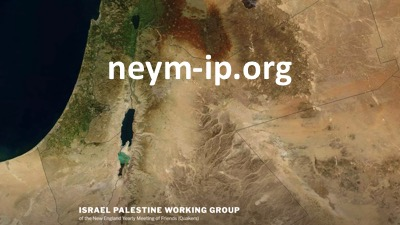 neym-ip.org
ISRAEL PALESTINE WORKING GROUP
of the New England Yearly Meeting of Friends (Quakers)